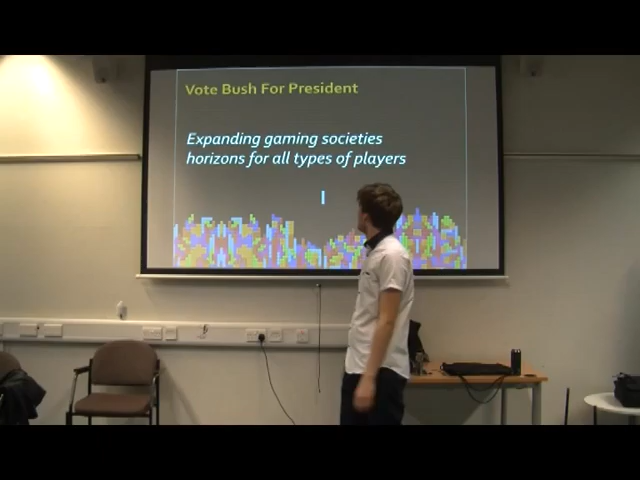 Vote Bush For President
Expanding gaming societies
horizons for all types of players